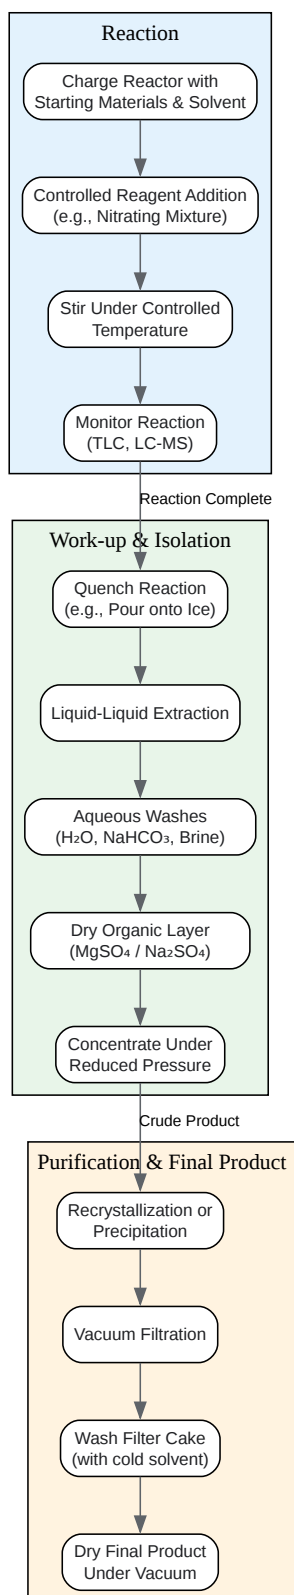 Reaction
Charge Reactor with
Starting Materials & Solvent
Controlled Reagent Addition
(e.g., Nitrating Mixture)
Stir Under Controlled
Temperature
Monitor Reaction
(TLC, LC-MS)
Reaction Complete
Work-up & Isolation
Quench Reaction
(e.g., Pour onto Ice)
Liquid-Liquid Extraction
Aqueous Washes
(H₂O, NaHCO₃, Brine)
Dry Organic Layer
(MgSO₄ / Na₂SO₄)
Concentrate Under
Reduced Pressure
Crude Product
Purification & Final Product
Recrystallization or
Precipitation
Vacuum Filtration
Wash Filter Cake
(with cold solvent)
Dry Final Product
Under Vacuum